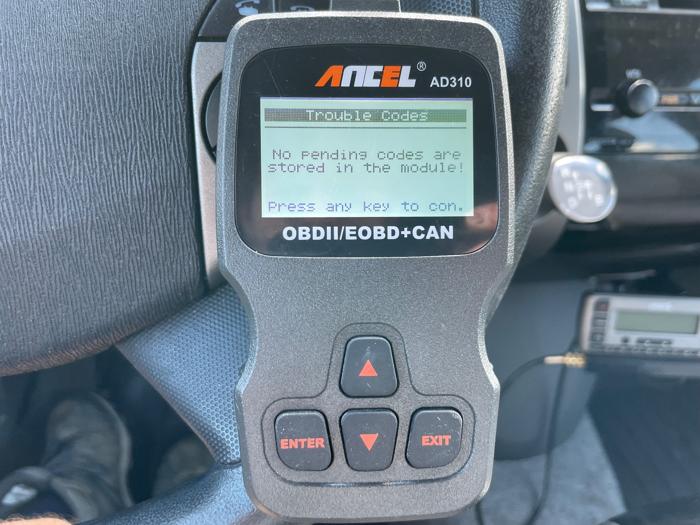 ANCEL®
AD310
Trouble Codes
No pending codes are
stored in the module!
Press any key to con.
OBDII/EOBD+CAN
ENTER
EXIT
VOL